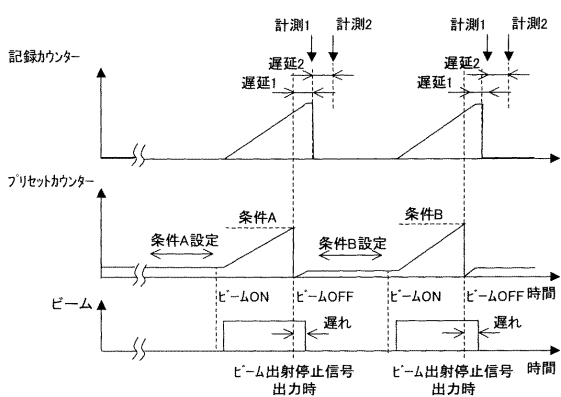 計測1 計測2 計測1 計測2
記録カウンター
遅延2 遅延2
遅延1 遅延1
プリセットカウンター
条件A 条件B
条件A設定 条件B設定
ビームON ビームOFF ビームON ビームOFF 時間
ビーム
遅れ 遅れ
時間
ビーム出射停止信号 ビーム出射停止信号
出力時 出力時